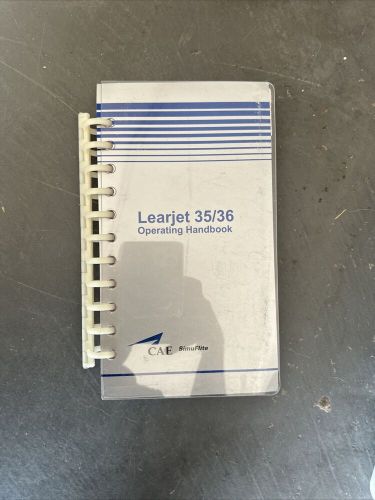 Learjet 35/36
Operating Handbook
CAE SimuFlite